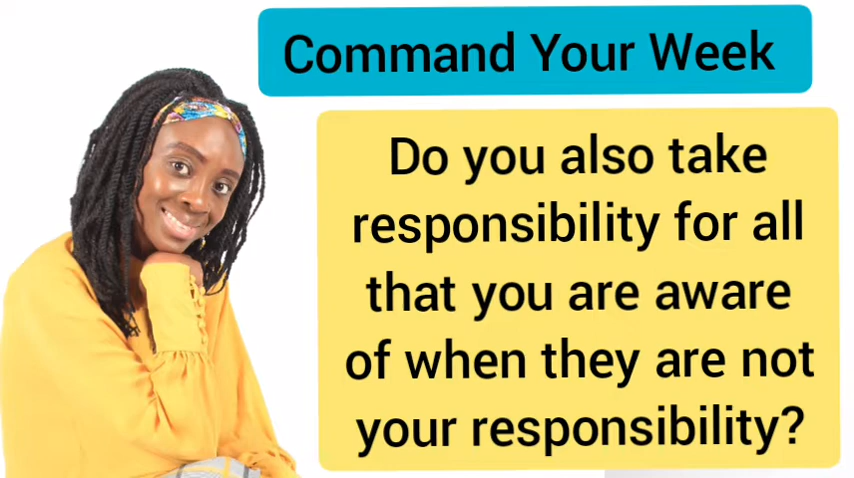 Command Your Week
Do you also take
responsibility for all
that you are aware
of when they are not
your responsibility?